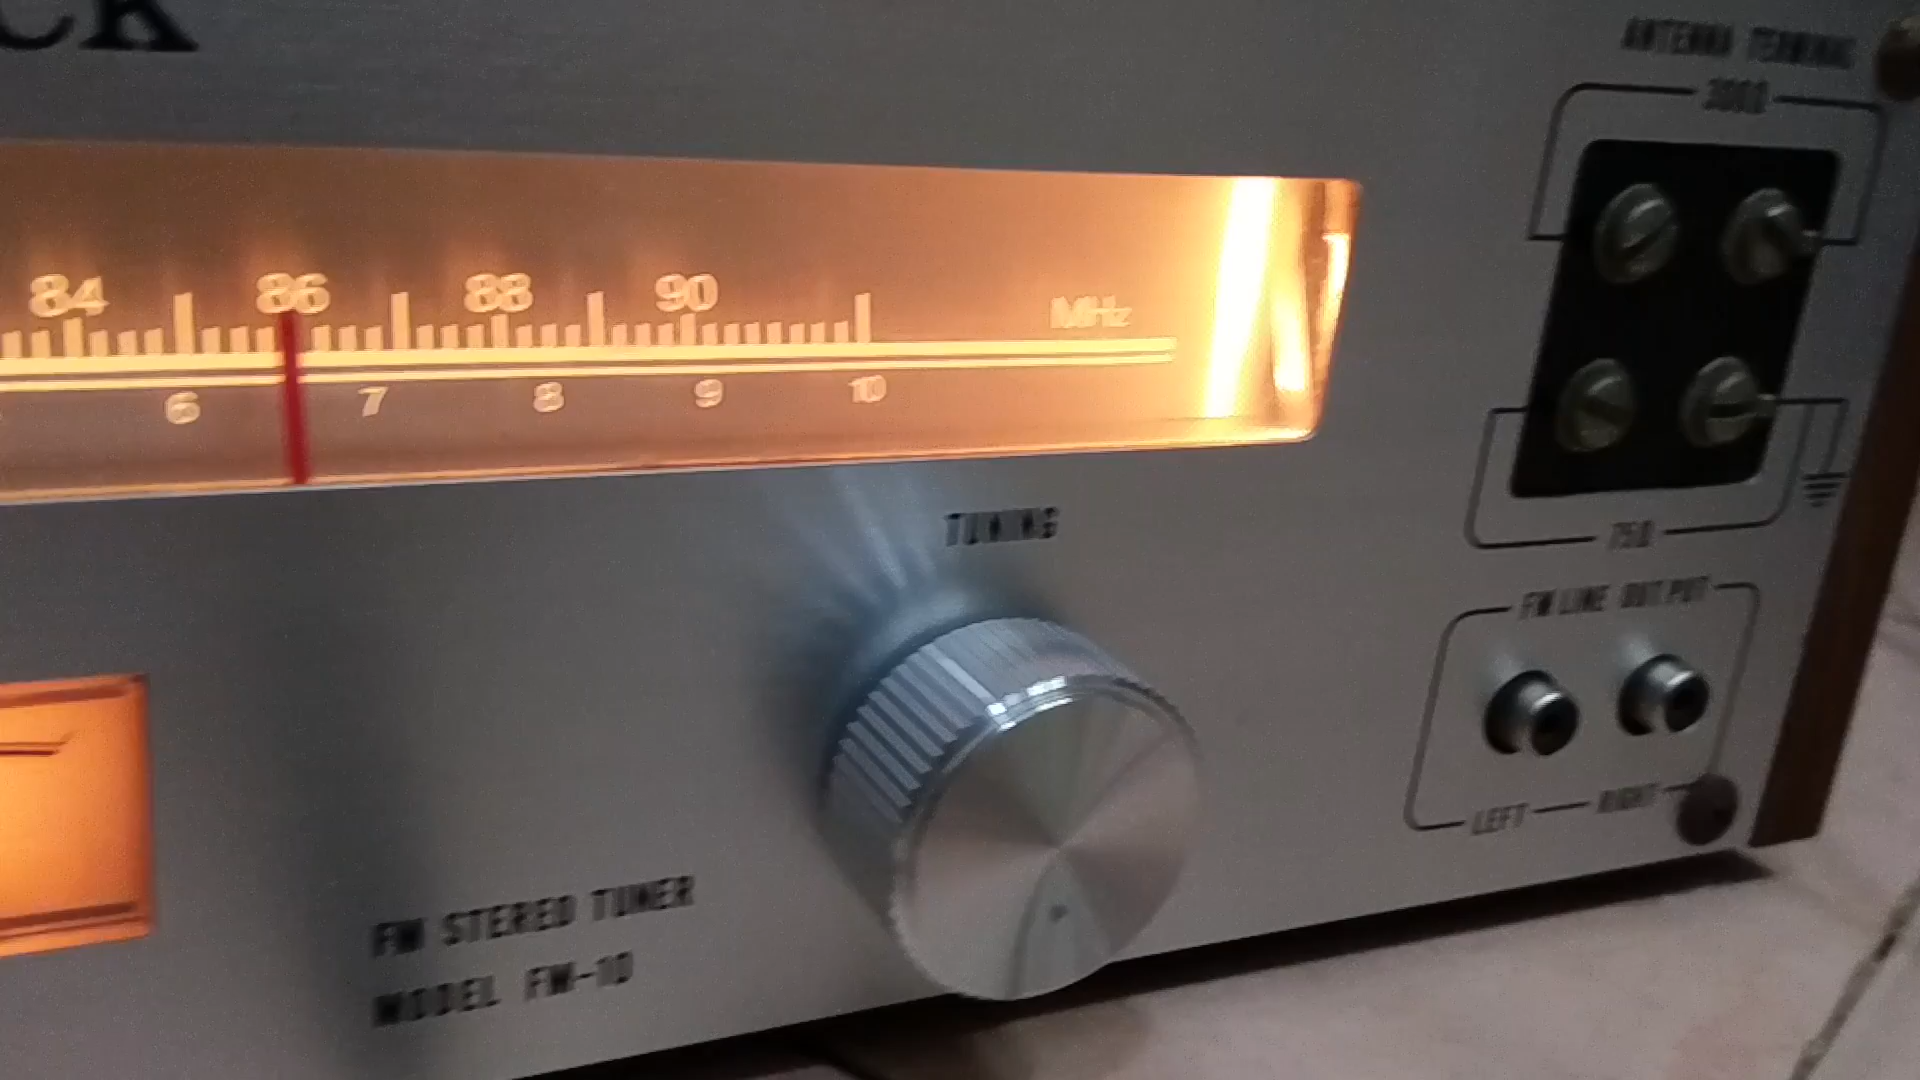 CK
ANTENNA TERMINAL
300Ω
84 86 88 90 MHz
6 7 8 9 10
TUNING
75Ω
FM LINE OUTPUT
LEFT RIGHT
FM STEREO TUNER
MODEL FM-10